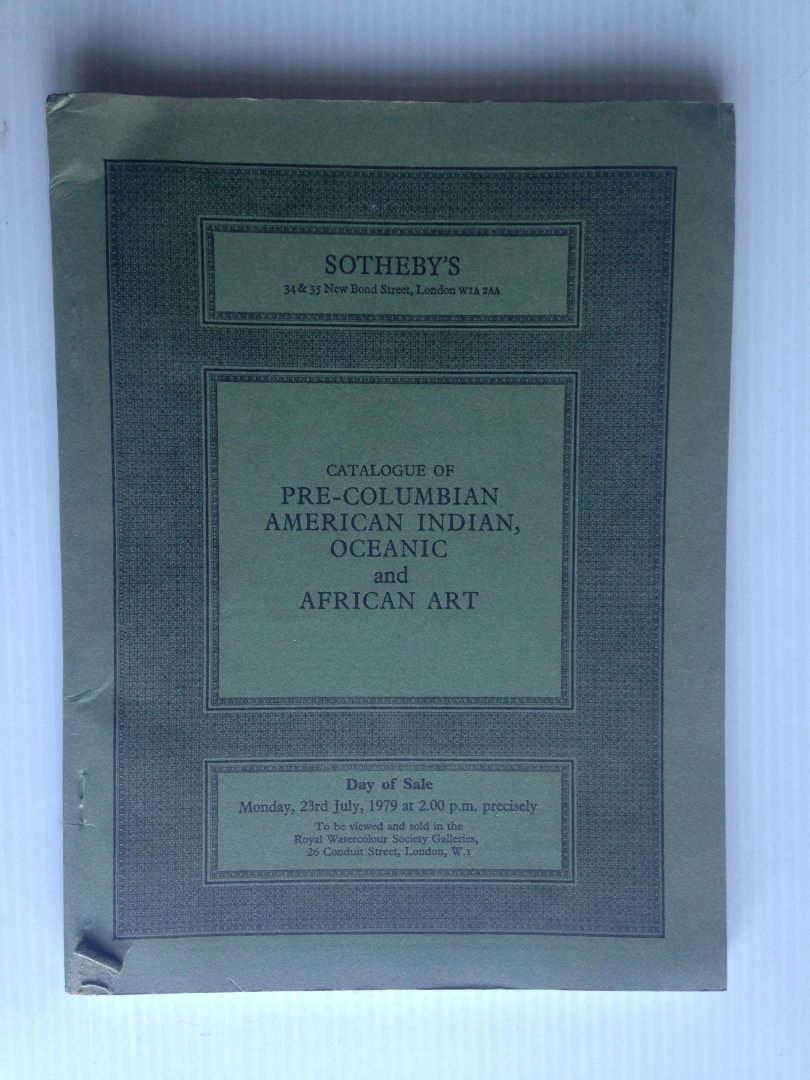 SOTHEBY'S
34 & 35 New Bond Street, London W1A 2AA
CATALOGUE OF
PRE-COLUMBIAN
AMERICAN INDIAN,
OCEANIC
and
AFRICAN ART
Day of Sale
Monday, 23rd July, 1979 at 2.00 p.m. precisely
To be viewed and sold in the
Royal Watercolour Society Galleries,
26 Conduit Street, London, W.1